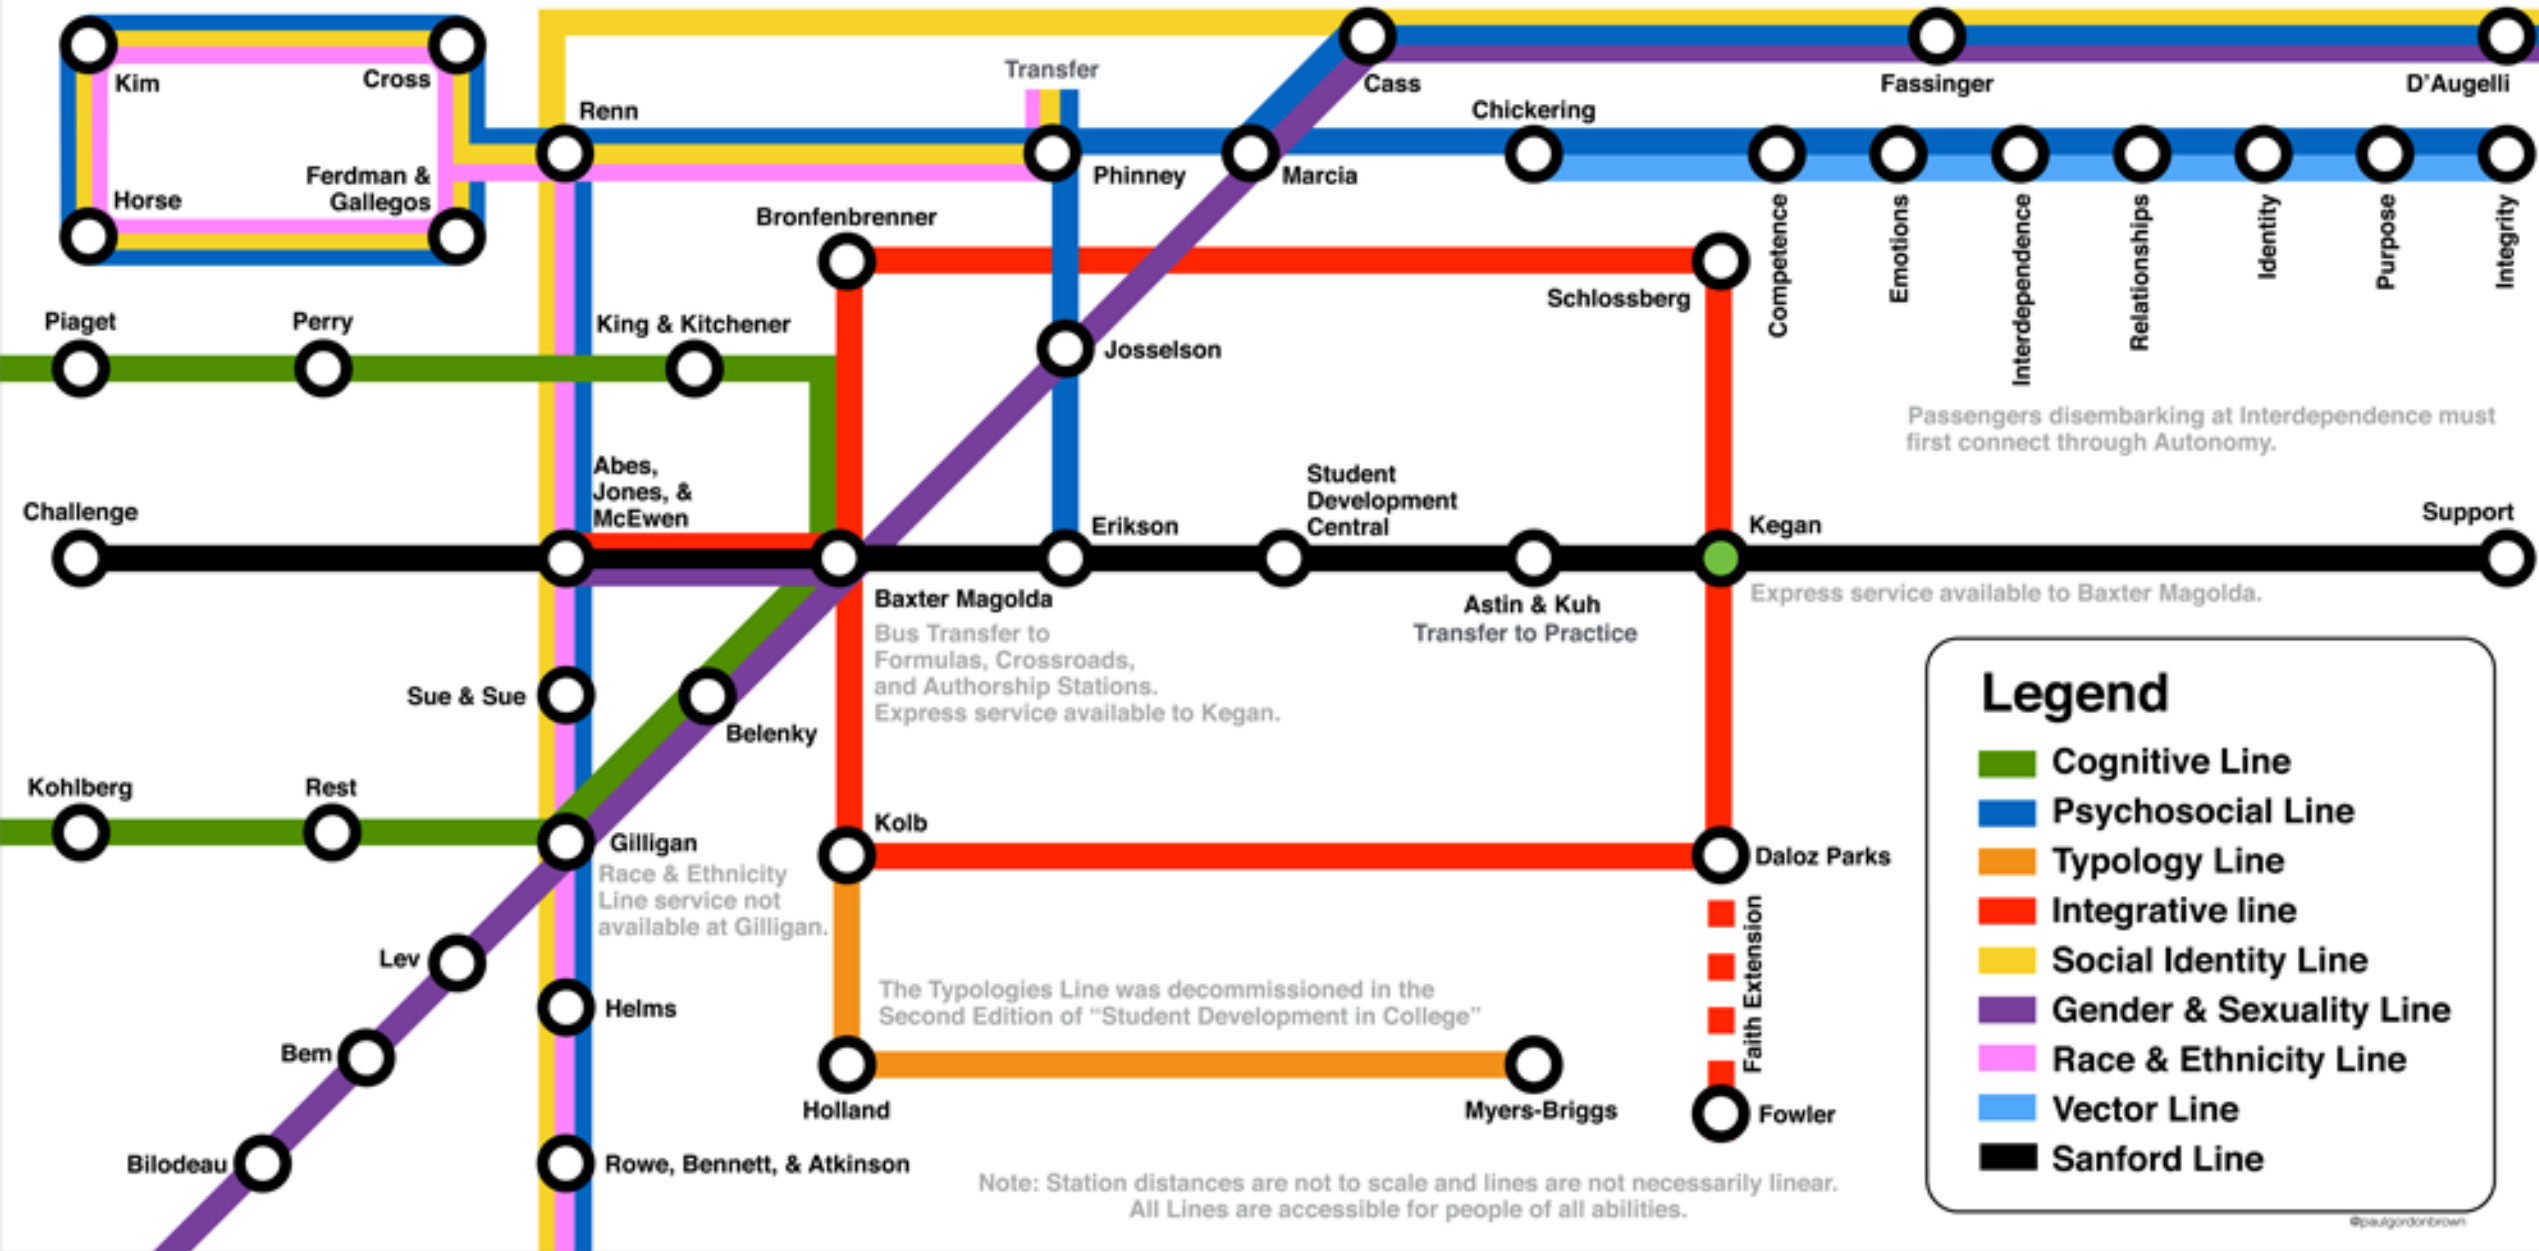 Transfer
Kim
Cross
Cass
Fassinger
D'Augelli
Renn
Chickering
Ferdman &
Gallegos
Phinney
Marcia
Horse
Bronfenbrenner
Competence
Emotions
Interdependence
Relationships
Identity
Purpose
Integrity
Schlossberg
Piaget
Perry
King & Kitchener
Josselson
Passengers disembarking at Interdependence must
first connect through Autonomy.
Abes,
Jones, &
McEwen
Student
Development
Central
Challenge
Erikson
Kegan
Support
Express service available to Baxter Magolda.
Baxter Magolda
Bus Transfer to
Formulas, Crossroads,
and Authorship Stations.
Express service available to Kegan.
Astin & Kuh
Transfer to Practice
Sue & Sue
Belenky
Kohlberg
Rest
Gilligan
Race & Ethnicity
Line service not
available at Gilligan.
Kolb
Daloz Parks
Faith Extension
Lev
Helms
The Typologies Line was decommissioned in the
Second Edition of “Student Development in College”
Bem
Holland
Myers-Briggs
Fowler
Bilodeau
Rowe, Bennett, & Atkinson
Note: Station distances are not to scale and lines are not necessarily linear.
All Lines are accessible for people of all abilities.
Legend
Cognitive Line
Psychosocial Line
Typology Line
Integrative line
Social Identity Line
Gender & Sexuality Line
Race & Ethnicity Line
Vector Line
Sanford Line
@paulgordonbrown